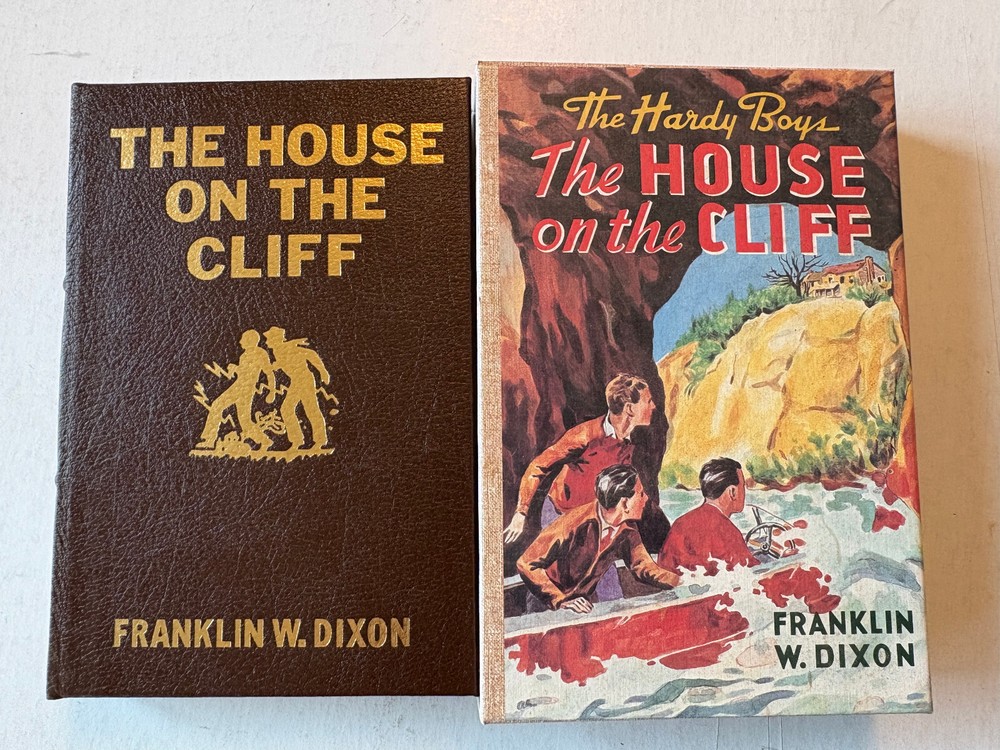 THE HOUSE
ON THE
CLIFF
FRANKLIN W. DIXON
The Hardy Boys
The HOUSE
on the CLIFF
FRANKLIN
W. DIXON